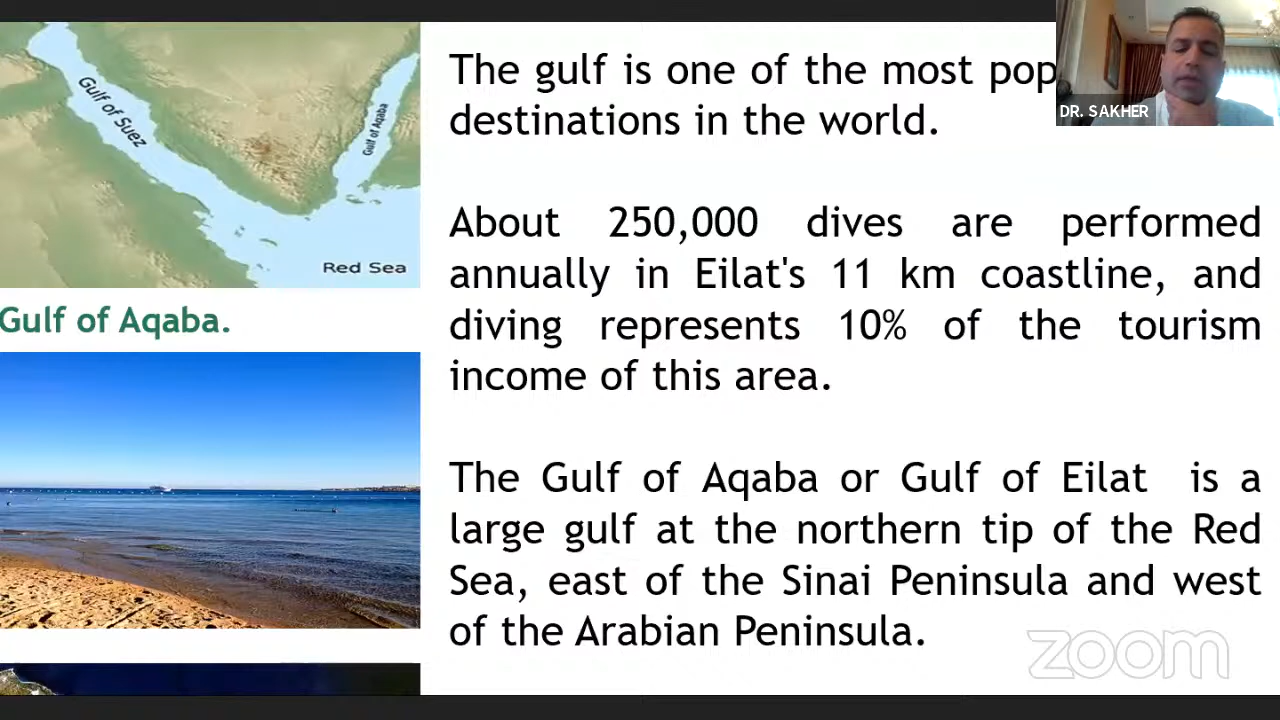 Gulf of Suez
Gulf of Aqaba
Red Sea
Gulf of Aqaba.
The gulf is one of the most
destinations in the world.
About 250,000 dives are performed
annually in Eilat's 11 km coastline, and
diving represents 10% of the tourism
income of this area.
The Gulf of Aqaba or Gulf of Eilat is a
large gulf at the northern tip of the Red
Sea, east of the Sinai Peninsula and west
of the Arabian Peninsula.
DR. SAKHER
zoom